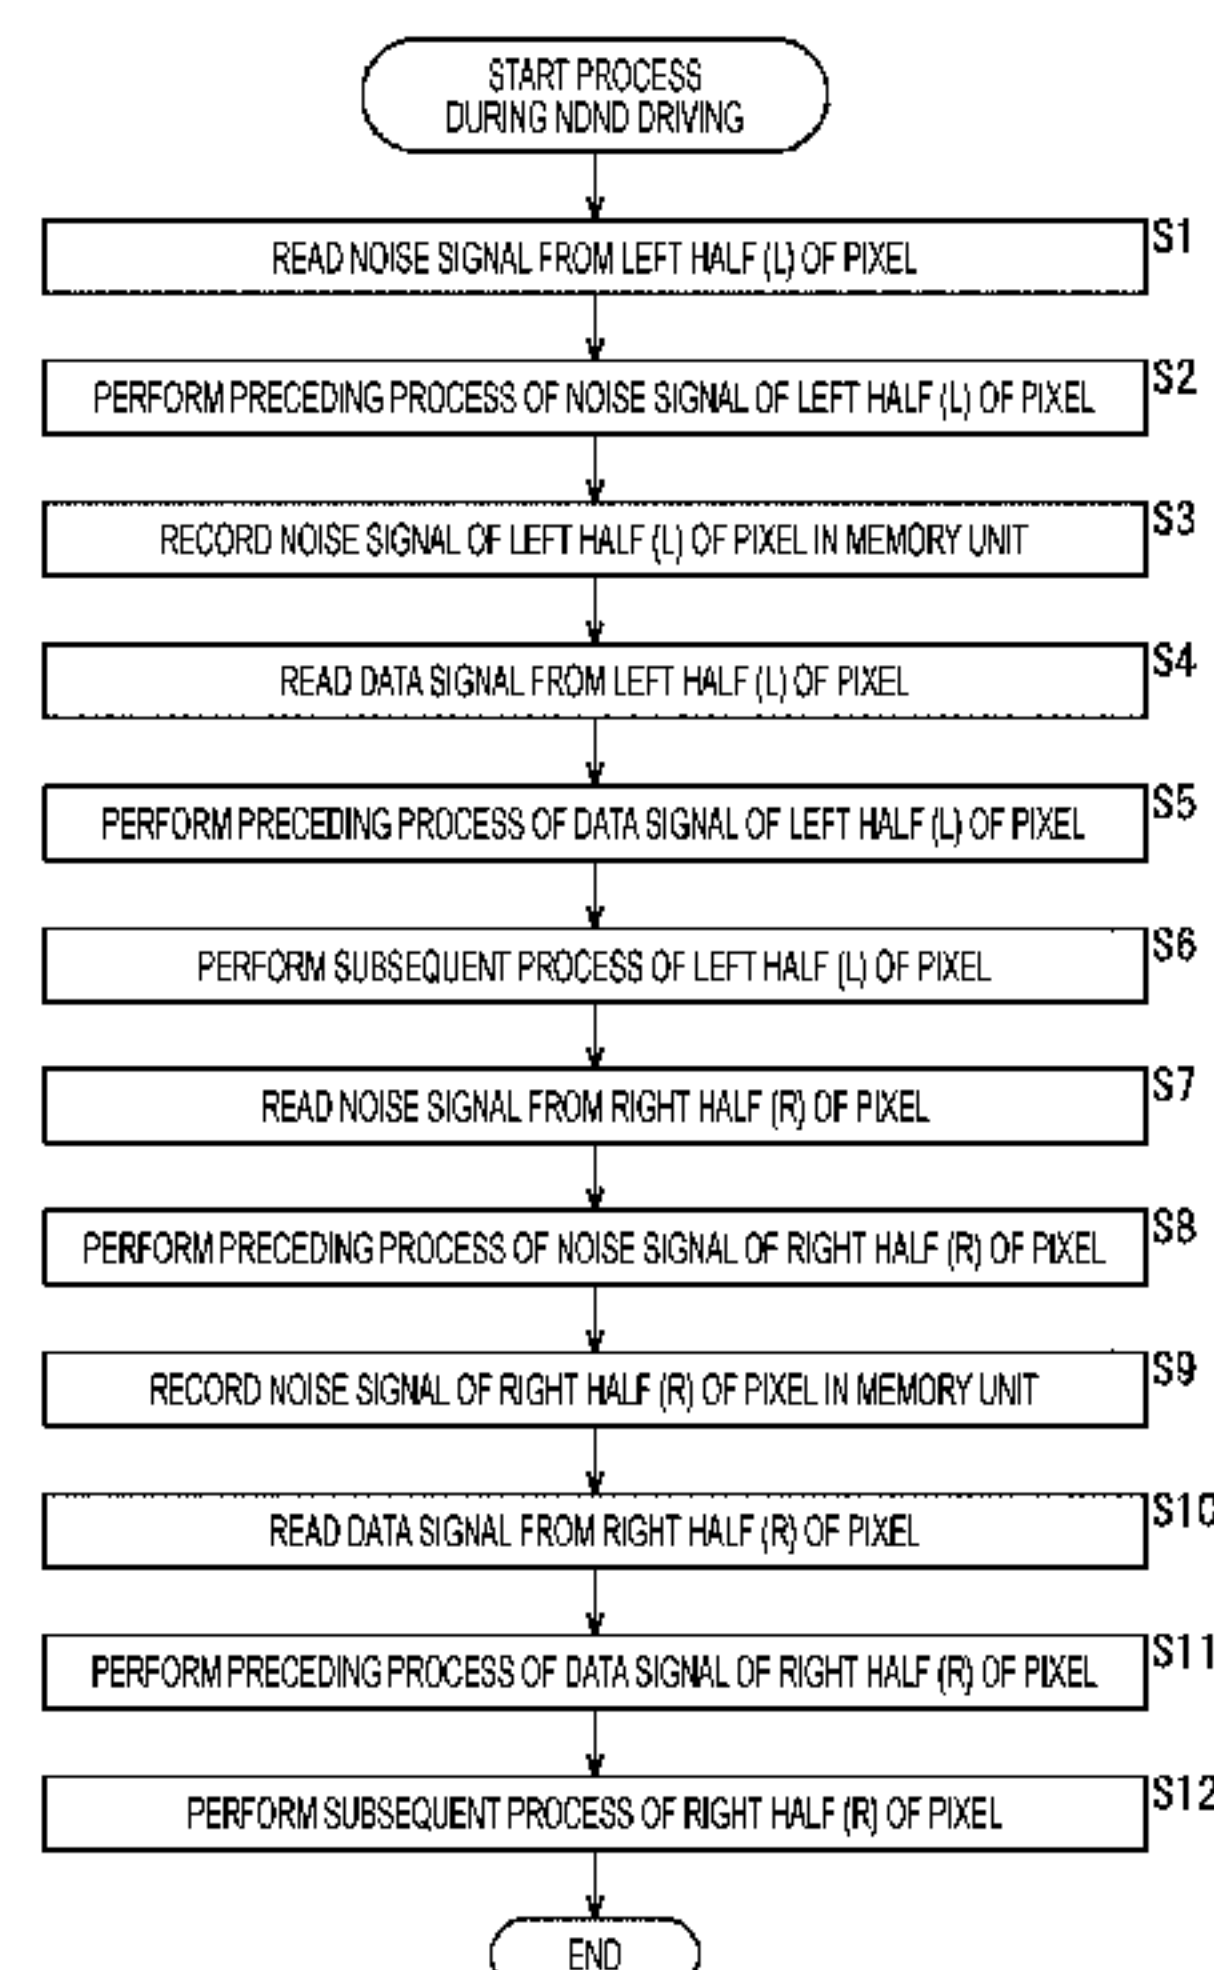 START PROCESS
DURING NDND DRIVING
S1
READ NOISE SIGNAL FROM LEFT HALF (L) OF PIXEL
S2
PERFORM PRECEDING PROCESS OF NOISE SIGNAL OF LEFT HALF (L) OF PIXEL
S3
RECORD NOISE SIGNAL OF LEFT HALF (L) OF PIXEL IN MEMORY UNIT
S4
READ DATA SIGNAL FROM LEFT HALF (L) OF PIXEL
S5
PERFORM PRECEDING PROCESS OF DATA SIGNAL OF LEFT HALF (L) OF PIXEL
S6
PERFORM SUBSEQUENT PROCESS OF LEFT HALF (L) OF PIXEL
S7
READ NOISE SIGNAL FROM RIGHT HALF (R) OF PIXEL
S8
PERFORM PRECEDING PROCESS OF NOISE SIGNAL OF RIGHT HALF (R) OF PIXEL
S9
RECORD NOISE SIGNAL OF RIGHT HALF (R) OF PIXEL IN MEMORY UNIT
S10
READ DATA SIGNAL FROM RIGHT HALF (R) OF PIXEL
S11
PERFORM PRECEDING PROCESS OF DATA SIGNAL OF RIGHT HALF (R) OF PIXEL
S12
PERFORM SUBSEQUENT PROCESS OF RIGHT HALF (R) OF PIXEL
END